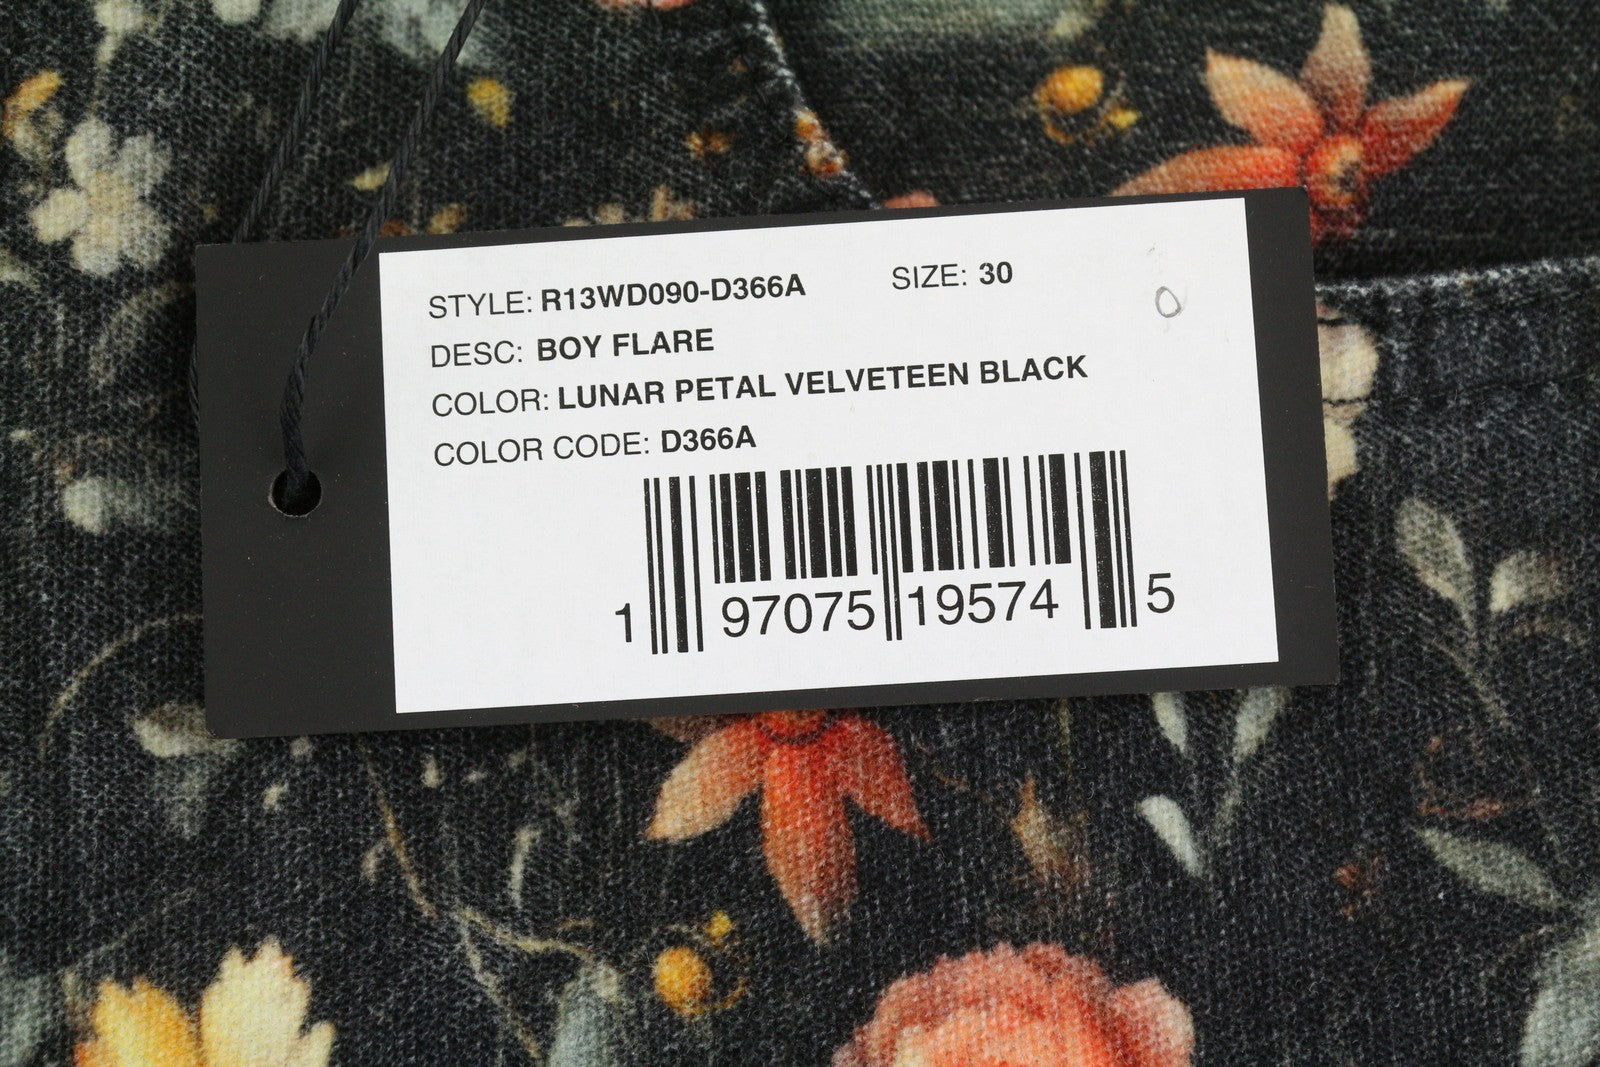 STYLE: R13WD090-D366A SIZE: 30
DESC: BOY FLARE
COLOR: LUNAR PETAL VELVETEEN BLACK
COLOR CODE: D366A
1 97075 19574 5